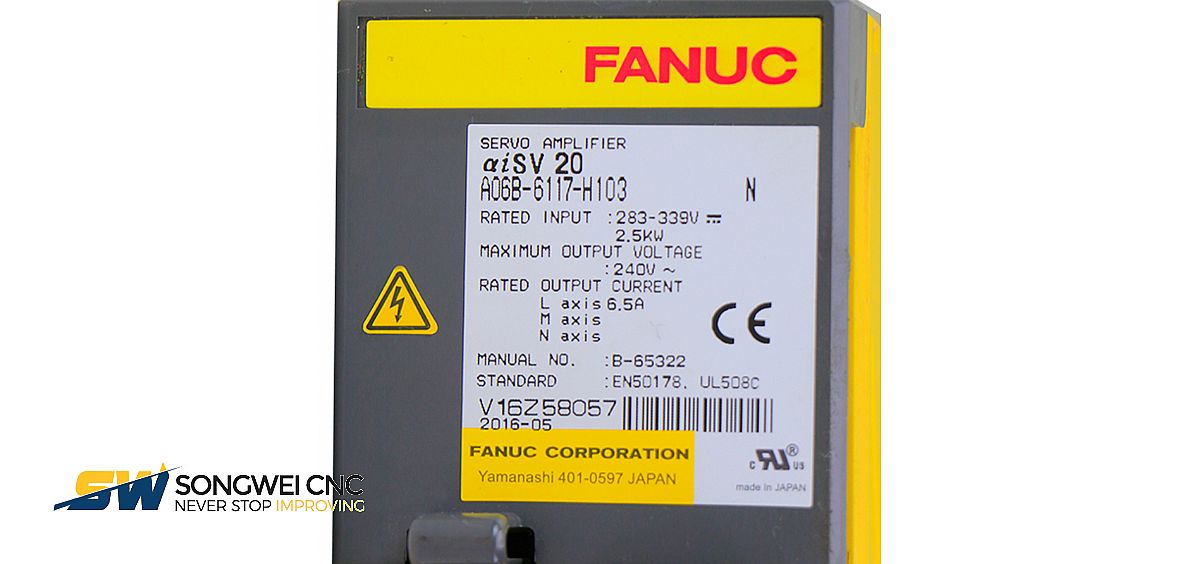 FANUC
SERVO AMPLIFIER
αiSV 20
A06B-6117-H103 N
RATED INPUT :283-339V ⎓
2.5KW
MAXIMUM OUTPUT VOLTAGE
:240V ~
RATED OUTPUT CURRENT
L axis 6.5A
M axis
N axis
CE
MANUAL NO. :B-65322
STANDARD :EN50178, UL508C
V16Z58057
2016-05
FANUC CORPORATION
Yamanashi 401-0597 JAPAN
c RU® US
made in JAPAN
SW SONGWEI CNC
NEVER STOP IMPROVING